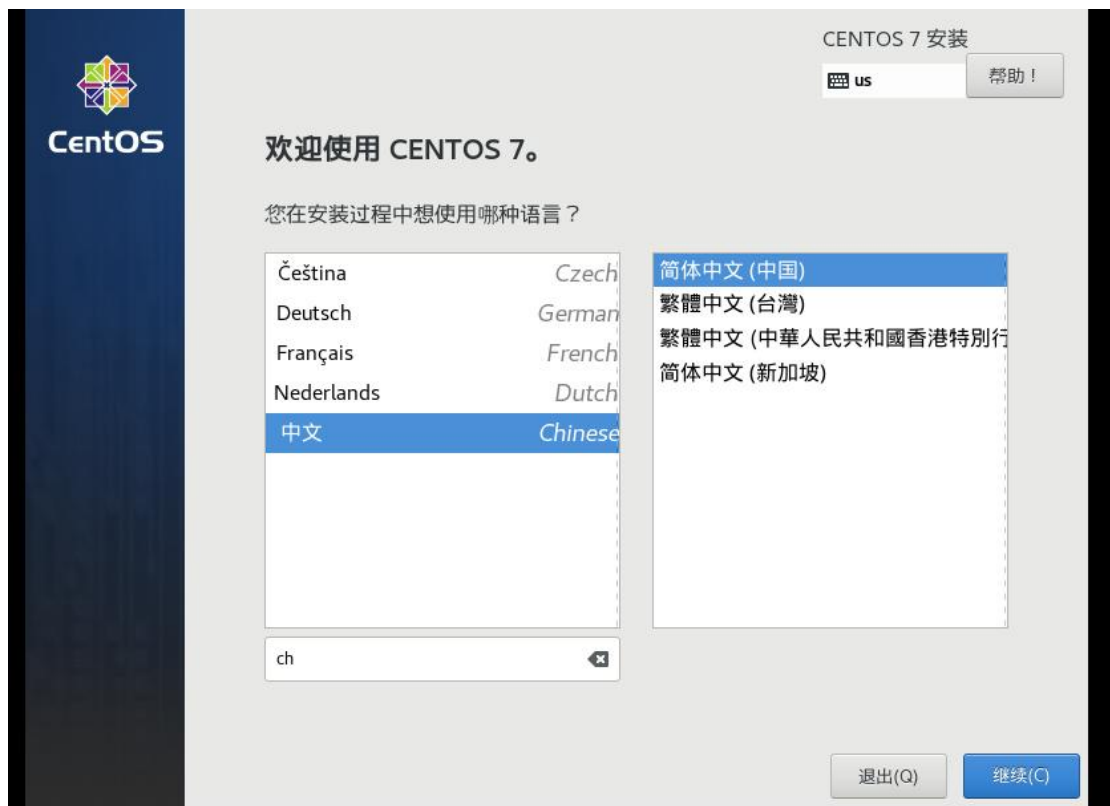 CENTOS 7 安装
us
帮助！
CentOS
欢迎使用 CENTOS 7。
您在安装过程中想使用哪种语言？
Čeština Czech
Deutsch German
Français French
Nederlands Dutch
中文 Chinese
简体中文 (中国)
繁體中文 (台灣)
繁體中文 (中華人民共和國香港特別行
简体中文 (新加坡)
ch
退出(Q)
继续(C)